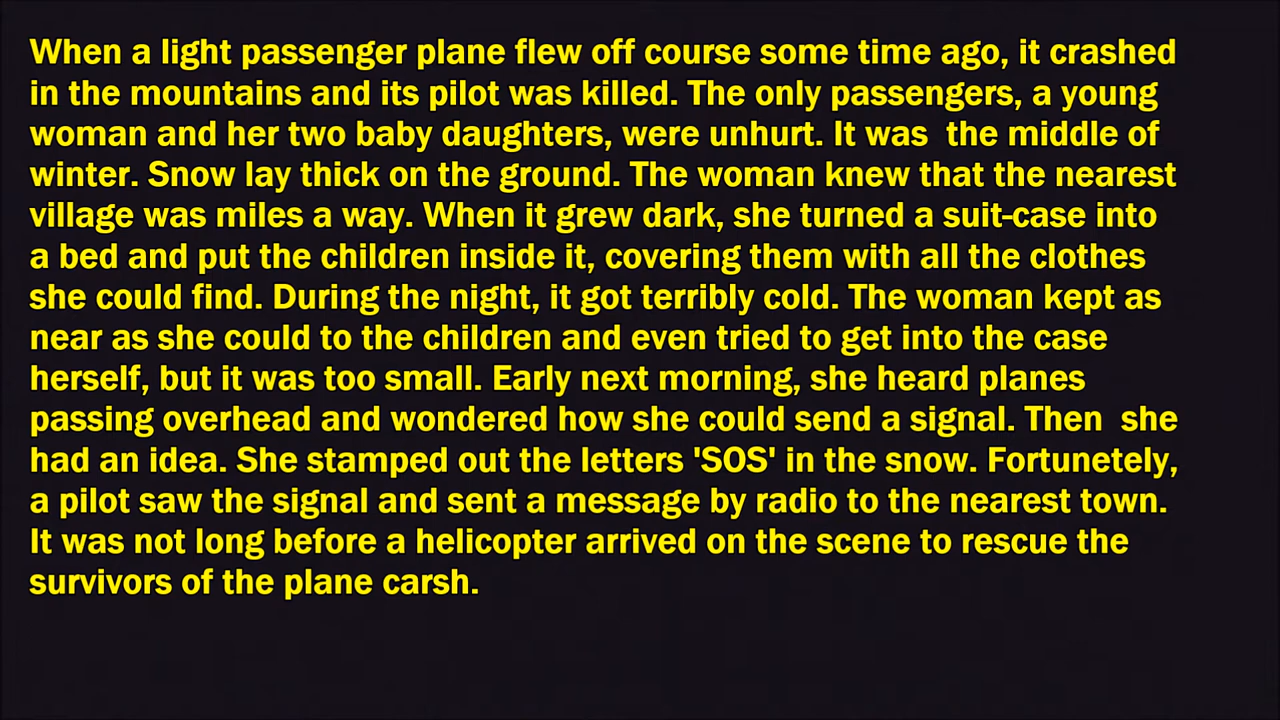 When a light passenger plane flew off course some time ago, it crashed
in the mountains and its pilot was killed. The only passengers, a young
woman and her two baby daughters, were unhurt. It was  the middle of
winter. Snow lay thick on the ground. The woman knew that the nearest
village was miles a way. When it grew dark, she turned a suit-case into
a bed and put the children inside it, covering them with all the clothes
she could find. During the night, it got terribly cold. The woman kept as
near as she could to the children and even tried to get into the case
herself, but it was too small. Early next morning, she heard planes
passing overhead and wondered how she could send a signal. Then  she
had an idea. She stamped out the letters 'SOS' in the snow. Fortunetely,
a pilot saw the signal and sent a message by radio to the nearest town.
It was not long before a helicopter arrived on the scene to rescue the
survivors of the plane carsh.